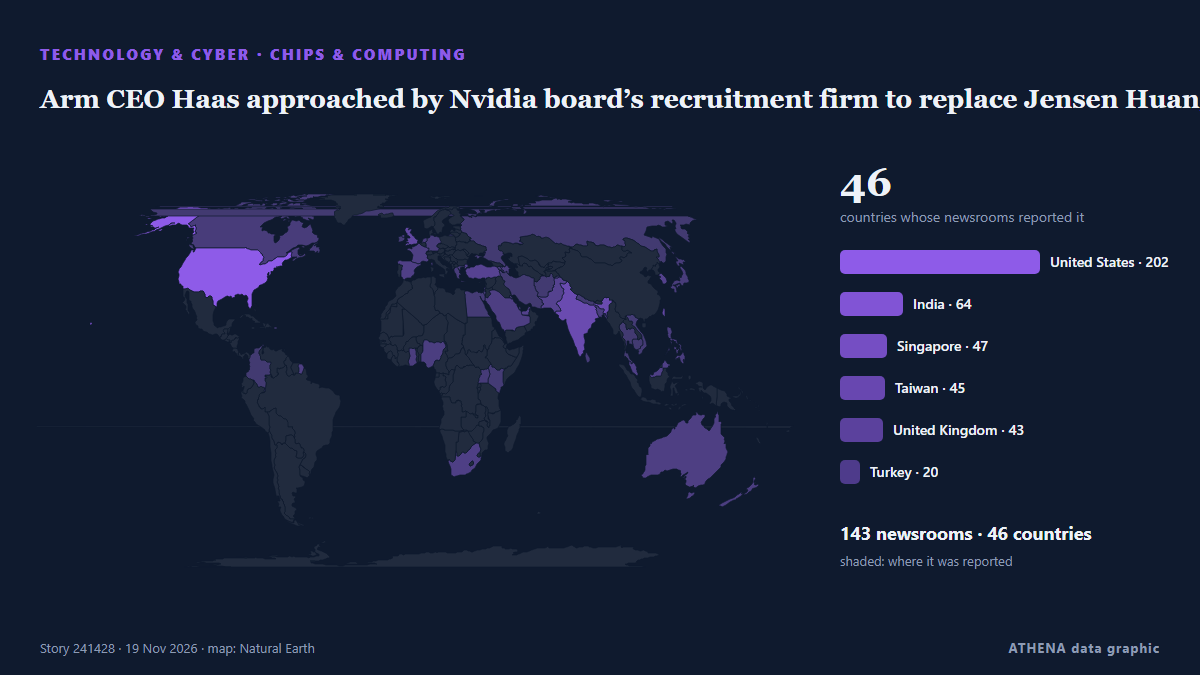 TECHNOLOGY & CYBER · CHIPS & COMPUTING
Arm CEO Haas approached by Nvidia board’s recruitment firm to replace Jensen Huan
46
countries whose newsrooms reported it
United States · 202
India · 64
Singapore · 47
Taiwan · 45
United Kingdom · 43
Turkey · 20
143 newsrooms · 46 countries
shaded: where it was reported
Story 241428 · 19 Nov 2026 · map: Natural Earth
ATHENA data graphic